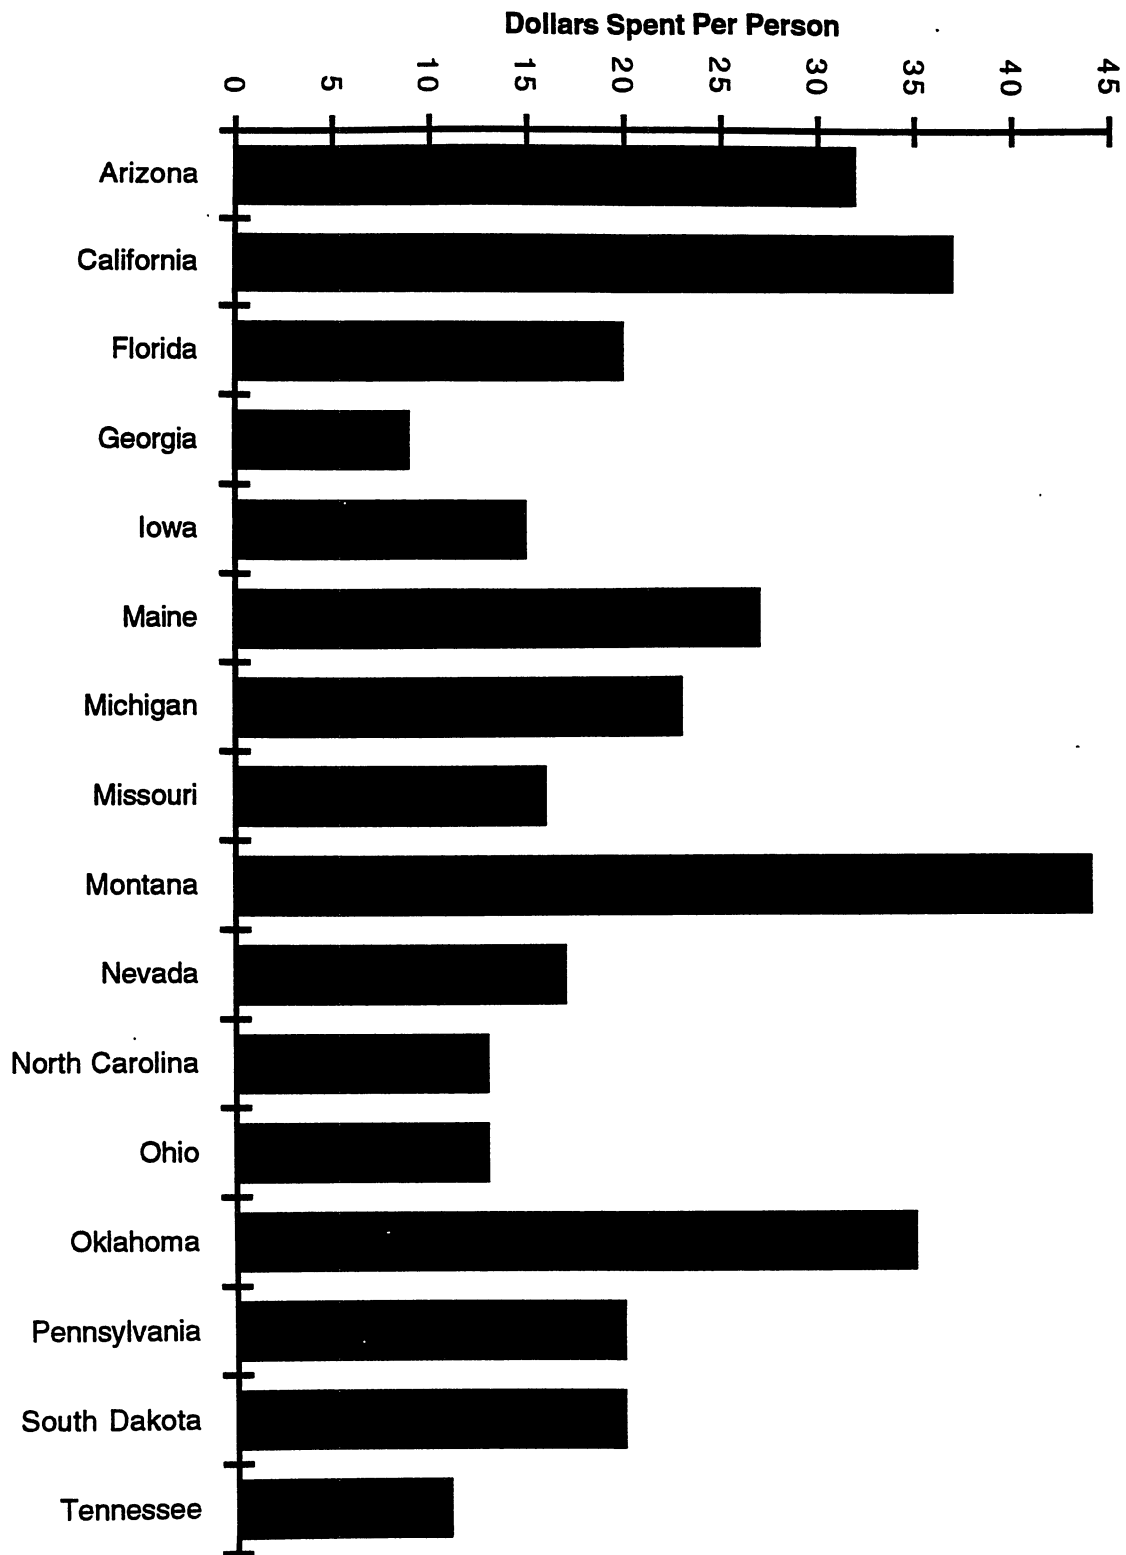 Dollars Spent Per Person
0 5 10 15 20 25 30 35 40 45
Arizona
California
Florida
Georgia
Iowa
Maine
Michigan
Missouri
Montana
Nevada
North Carolina
Ohio
Oklahoma
Pennsylvania
South Dakota
Tennessee